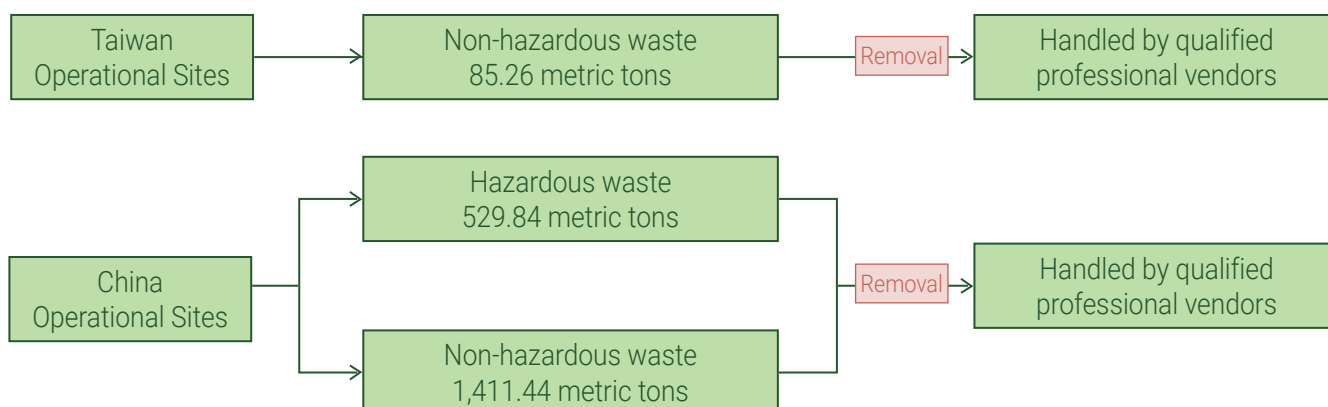 Taiwan
Operational Sites
Non-hazardous waste
85.26 metric tons
Removal
Handled by qualified
professional vendors
China
Operational Sites
Hazardous waste
529.84 metric tons
Non-hazardous waste
1,411.44 metric tons
Removal
Handled by qualified
professional vendors